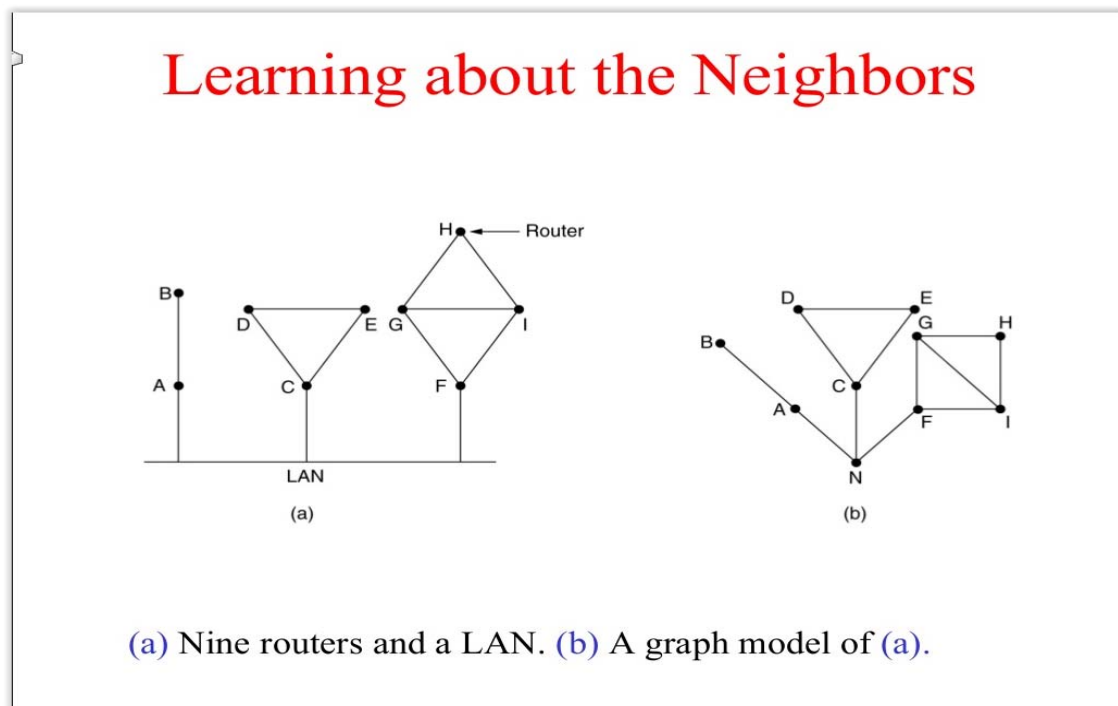 Learning about the Neighbors
H
Router
B
D
E
G
I
A
C
F
LAN
(a)
D
E
G
H
B
C
A
F
I
N
(b)
(a) Nine routers and a LAN. (b) A graph model of (a).